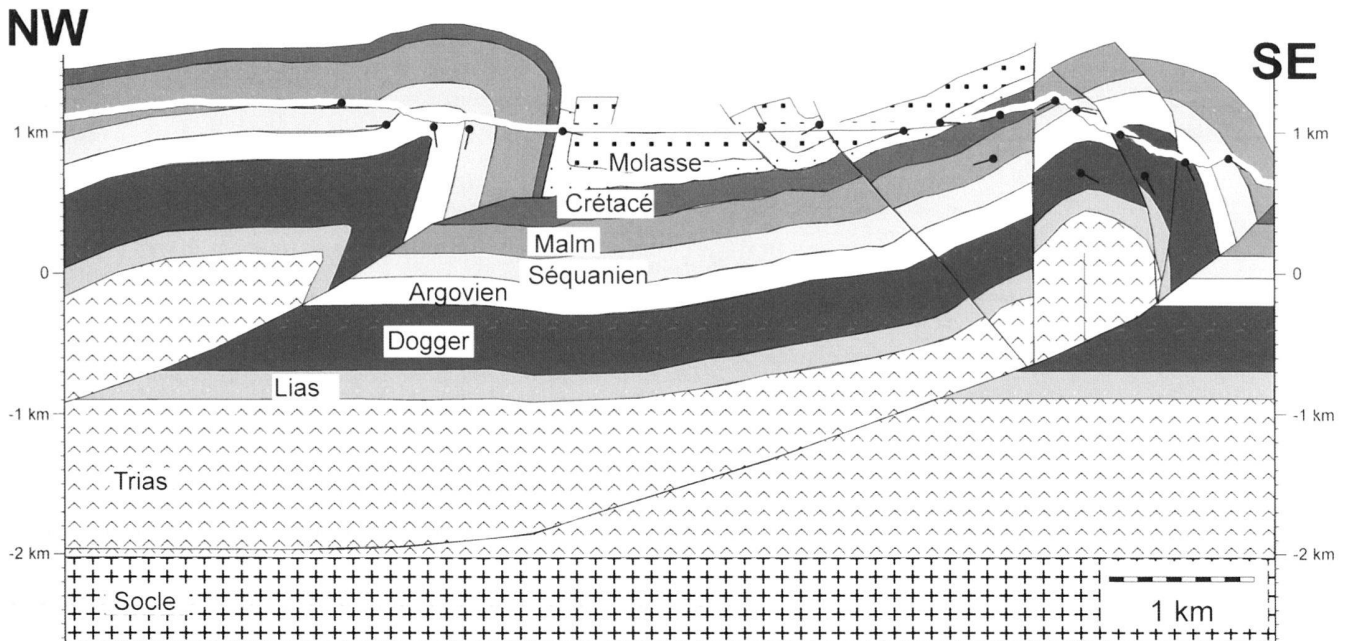 NW
SE
1 km
1 km
Molasse
Crétacé
Malm
Séquanien
0
0
Argovien
Dogger
Lias
-1 km
-1 km
Trias
-2 km
-2 km
Socle
1 km